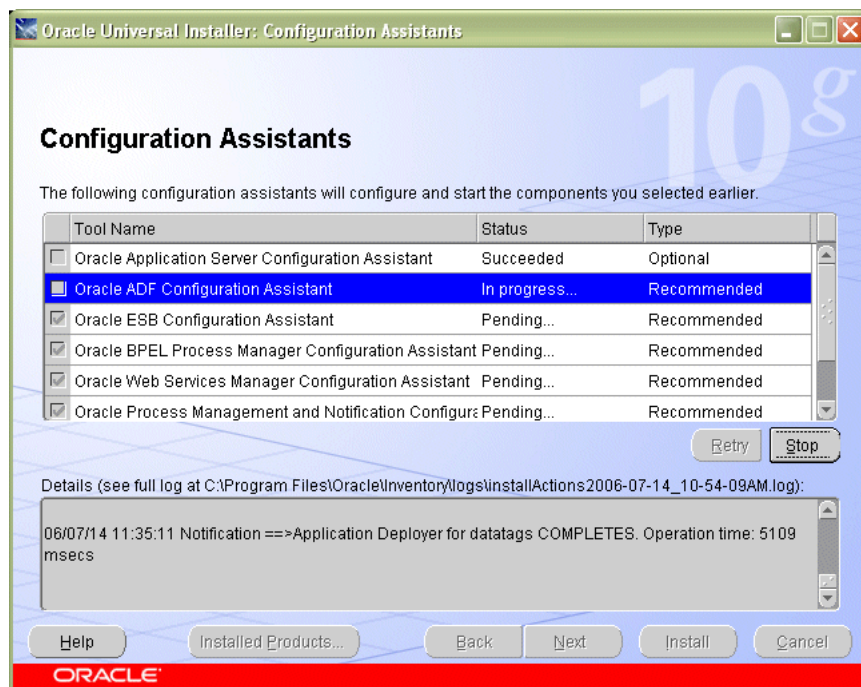 Oracle Universal Installer: Configuration Assistants
10g
Configuration Assistants
The following configuration assistants will configure and start the components you selected earlier.
Tool Name Status Type
Oracle Application Server Configuration Assistant Succeeded Optional
Oracle ADF Configuration Assistant In progress... Recommended
Oracle ESB Configuration Assistant Pending... Recommended
Oracle BPEL Process Manager Configuration Assistant Pending... Recommended
Oracle Web Services Manager Configuration Assistant Pending... Recommended
Oracle Process Management and Notification Configura Pending... Recommended
Retry Stop
Details (see full log at C:\Program Files\Oracle\Inventory\logs\installActions2006-07-14_10-54-09AM.log):
06/07/14 11:35:11 Notification ==>Application Deployer for datatags COMPLETES. Operation time: 5109
msecs
Help Installed Products... Back Next Install Cancel
ORACLE